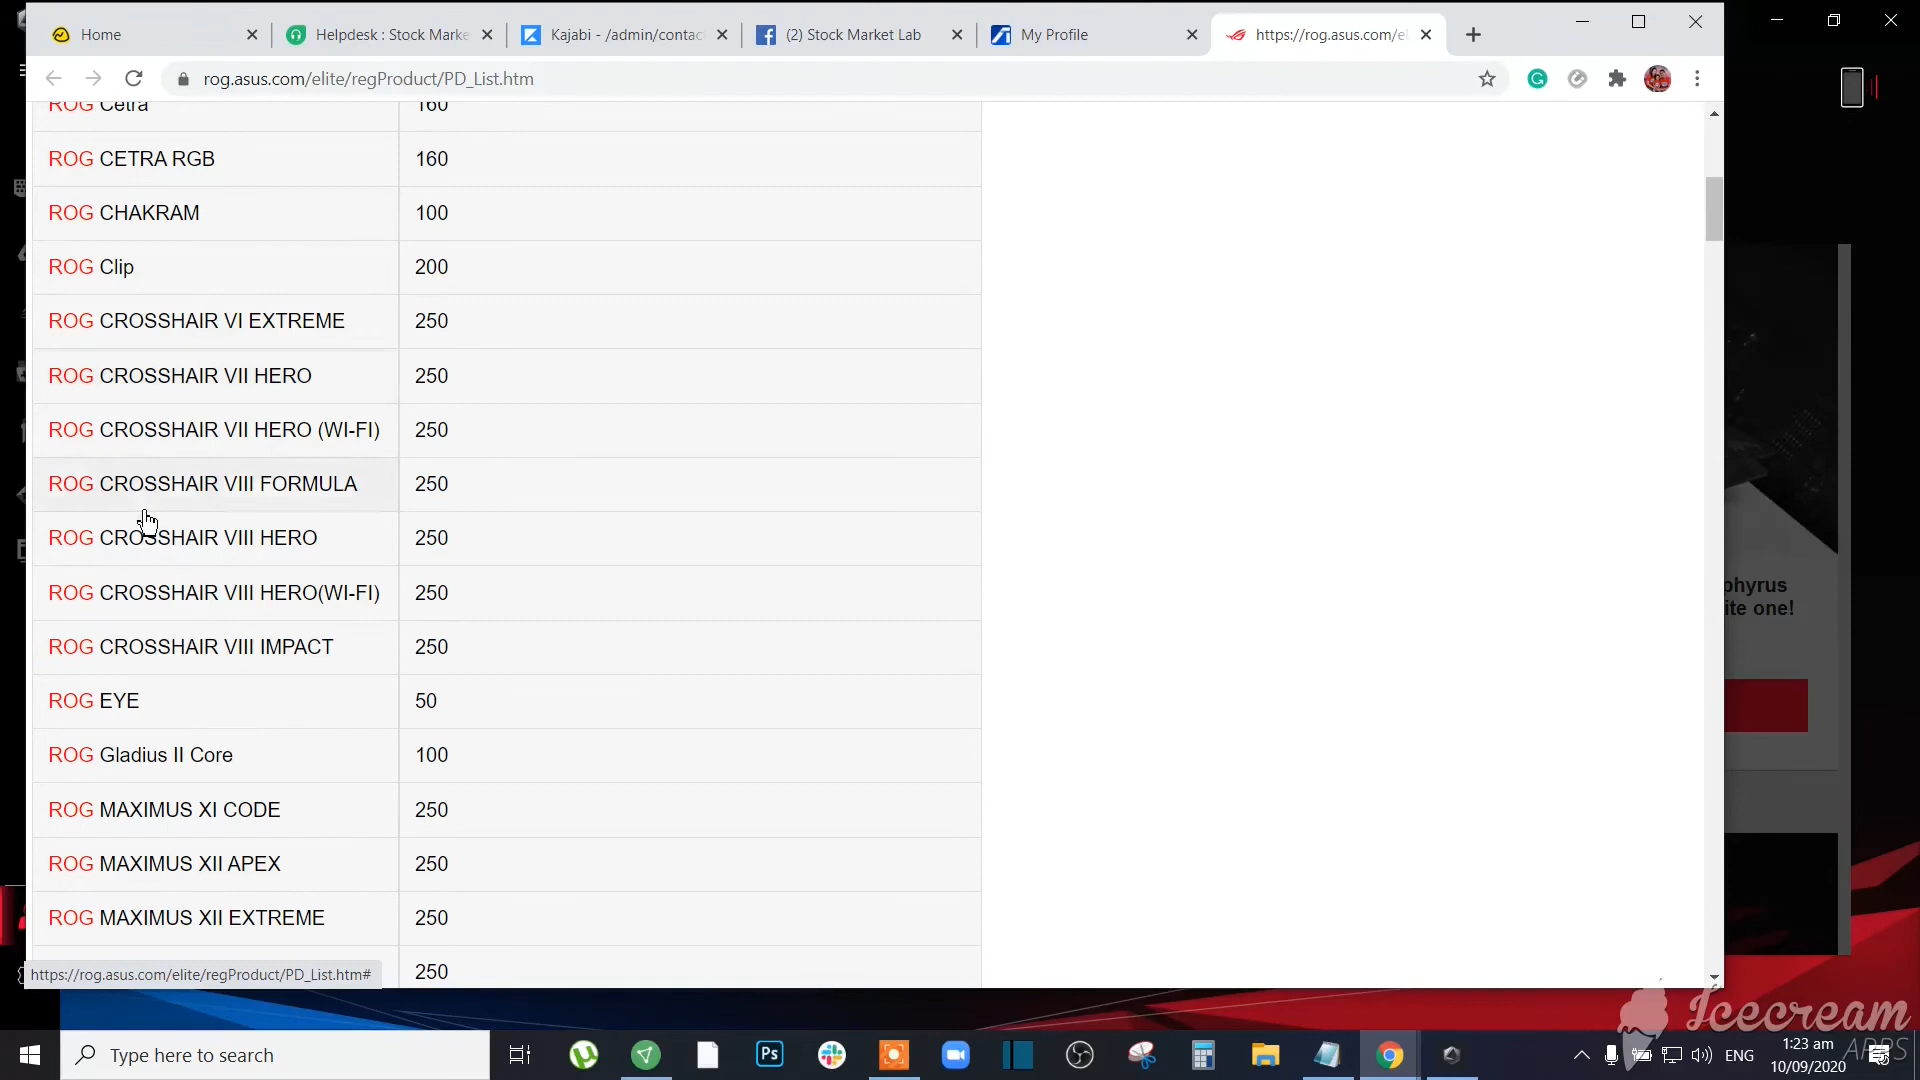 Home
Helpdesk : Stock Marke
Kajabi - /admin/contac
(2) Stock Market Lab
My Profile
https://rog.asus.com/el
rog.asus.com/elite/regProduct/PD_List.htm
ROG Cetra 160
ROG CETRA RGB 160
ROG CHAKRAM 100
ROG Clip 200
ROG CROSSHAIR VI EXTREME 250
ROG CROSSHAIR VII HERO 250
ROG CROSSHAIR VII HERO (WI-FI) 250
ROG CROSSHAIR VIII FORMULA 250
ROG CROSSHAIR VIII HERO 250
ROG CROSSHAIR VIII HERO(WI-FI) 250
ROG CROSSHAIR VIII IMPACT 250
ROG EYE 50
ROG Gladius II Core 100
ROG MAXIMUS XI CODE 250
ROG MAXIMUS XII APEX 250
ROG MAXIMUS XII EXTREME 250
250
https://rog.asus.com/elite/regProduct/PD_List.htm#
phyrus
ite one!
Icecream
APPS
Type here to search
Ps
ENG
1:23 am
10/09/2020